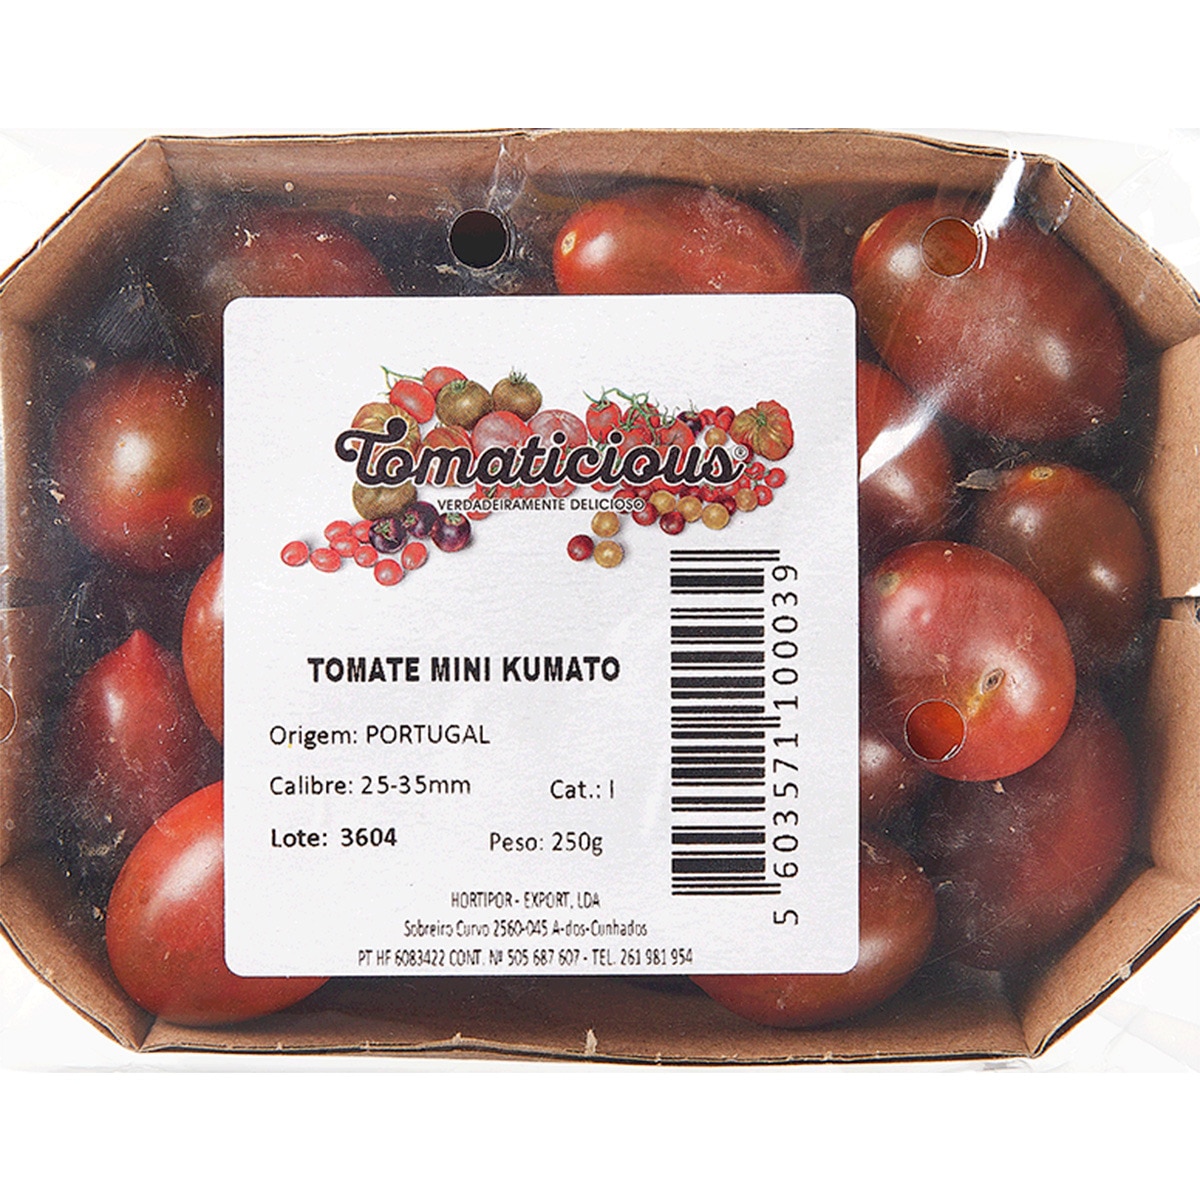 Tomaticious®
VERDADEIRAMENTE DELICIOSO
TOMATE MINI KUMATO
Origem: PORTUGAL
Calibre: 25-35mm Cat.: I
Lote: 3604 Peso: 250g
HORTIPOR - EXPORT, LDA
Sobreiro Curvo 2560-045 A-dos-Cunhados
PT HF 6083422 CONT. Nº 505 687 607 - TEL. 261 981 954
5 603571 100039